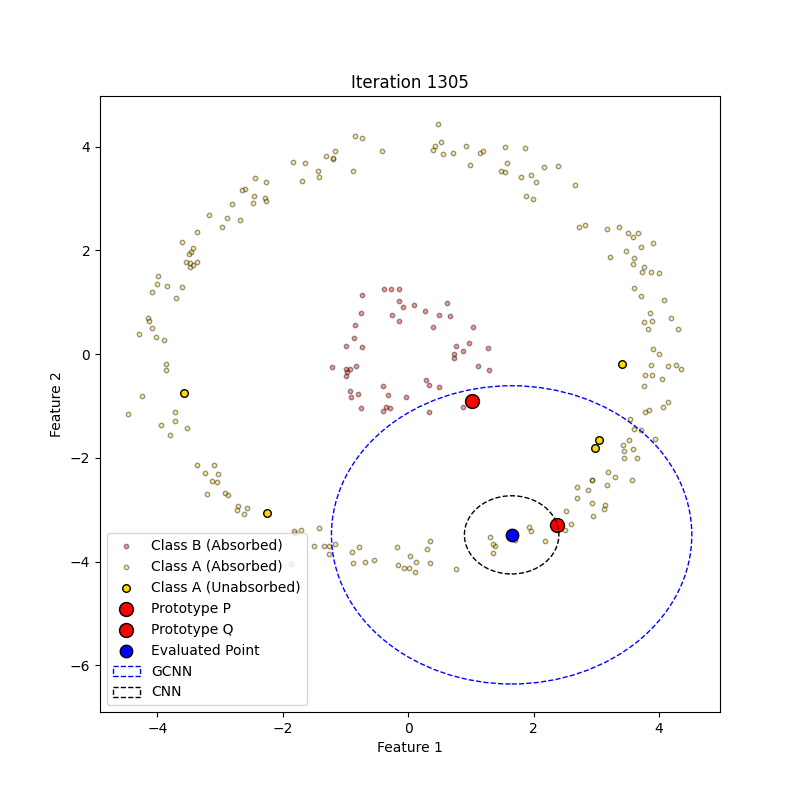 Iteration 1305
4
2
0
−2
−4
−6
Feature 2
Class B (Absorbed)
Class A (Absorbed)
Class A (Unabsorbed)
Prototype P
Prototype Q
Evaluated Point
GCNN
CNN
−4
−2
0
2
4
Feature 1